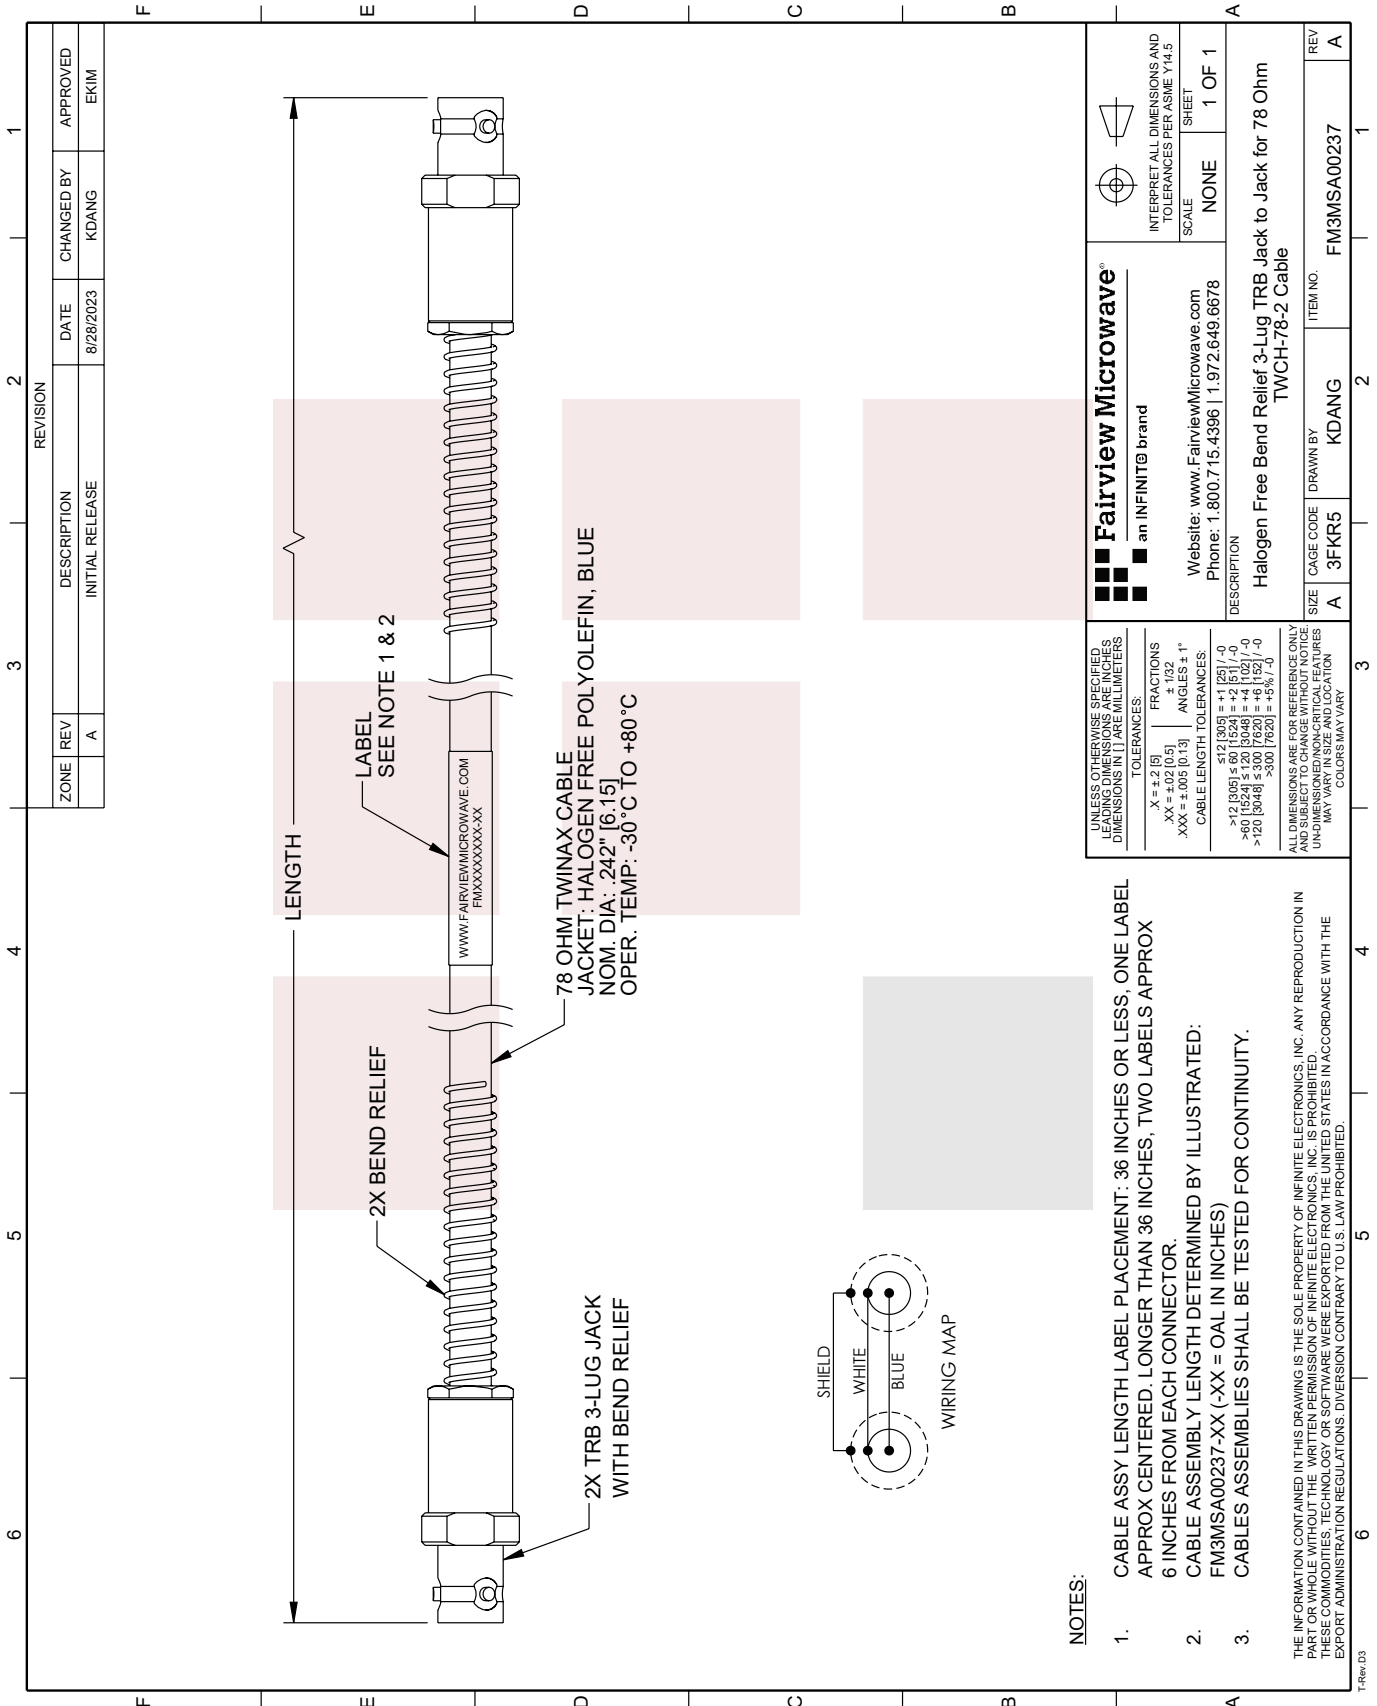 REVISION
ZONE REV DESCRIPTION DATE CHANGED BY APPROVED
A INITIAL RELEASE 8/28/2023 KDANG EKIM
6 5 4 3 2 1
F
E
D
C
B
A
F
E
D
C
B
A
LENGTH
2X BEND RELIEF
LABEL
SEE NOTE 1 & 2
WWW.FAIRVIEWMICROWAVE.COM
FMXXXXXXXX-XX
78 OHM TWINAX CABLE
JACKET: HALOGEN FREE POLYOLEFIN, BLUE
NOM. DIA: .242" [6.15]
OPER. TEMP: -30°C TO +80°C
2X TRB 3-LUG JACK
WITH BEND RELIEF
SHIELD
WHITE
BLUE
WIRING MAP
NOTES:
1. CABLE ASSY LENGTH LABEL PLACEMENT: 36 INCHES OR LESS, ONE LABEL
APPROX CENTERED. LONGER THAN 36 INCHES, TWO LABELS APPROX
6 INCHES FROM EACH CONNECTOR.
2. CABLE ASSEMBLY LENGTH DETERMINED BY ILLUSTRATED:
FM3MSA00237-XX (-XX = OAL IN INCHES)
3. CABLES ASSEMBLIES SHALL BE TESTED FOR CONTINUITY.
THE INFORMATION CONTAINED IN THIS DRAWING IS THE SOLE PROPERTY OF INFINITE ELECTRONICS, INC. ANY REPRODUCTION IN
PART OR WHOLE WITHOUT THE WRITTEN PERMISSION OF INFINITE ELECTRONICS, INC. IS PROHIBITED.
THESE COMMODITIES, TECHNOLOGY OR SOFTWARE WERE EXPORTED FROM THE UNITED STATES IN ACCORDANCE WITH THE
EXPORT ADMINISTRATION REGULATIONS. DIVERSION CONTRARY TO U.S. LAW PROHIBITED.
UNLESS OTHERWISE SPECIFIED
LEADING DIMENSIONS ARE INCHES
DIMENSIONS IN [ ] ARE MILLIMETERS
TOLERANCES:
.X = ±.2 [5] FRACTIONS
.XX = ±.02 [0.5] ± 1/32
.XXX = ±.005 [0.13] ANGLES ± 1°
CABLE LENGTH TOLERANCES:
≤12 [305] = +1 [25] / -0
>12 [305] ≤ 60 [1524] = +2 [51] / -0
>60 [1524] ≤ 120 [3048] = +4 [102] / -0
>120 [3048] ≤ 300 [7620] = +6 [152] / -0
>300 [7620] = +5% / -0
ALL DIMENSIONS ARE FOR REFERENCE ONLY
AND SUBJECT TO CHANGE WITHOUT NOTICE.
UN-DIMENSIONED/NON-CRITICAL FEATURES
MAY VARY IN SIZE AND LOCATION
COLORS MAY VARY
Fairview Microwave®
an INFINITE brand
Website: www.FairviewMicrowave.com
Phone: 1.800.715.4396 | 1.972.649.6678
INTERPRET ALL DIMENSIONS AND
TOLERANCES PER ASME Y14.5
SCALE NONE
SHEET 1 OF 1
DESCRIPTION
Halogen Free Bend Relief 3-Lug TRB Jack to Jack for 78 Ohm
TWCH-78-2 Cable
SIZE A
CAGE CODE 3FKR5
DRAWN BY KDANG
ITEM NO. FM3MSA00237
REV A
6 5 4 3 2 1
T-Rev.D3